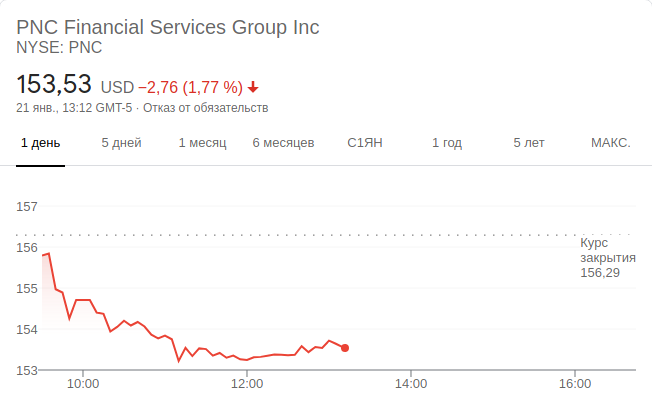 PNC Financial Services Group Inc
NYSE: PNC
153,53 USD −2,76 (1,77 %)
21 янв., 13:12 GMT-5 · Отказ от обязательств
1 день 5 дней 1 месяц 6 месяцев С1ЯН 1 год 5 лет МАКС.
157
156
Курс
закрытия
156,29
155
154
153
10:00 12:00 14:00 16:00